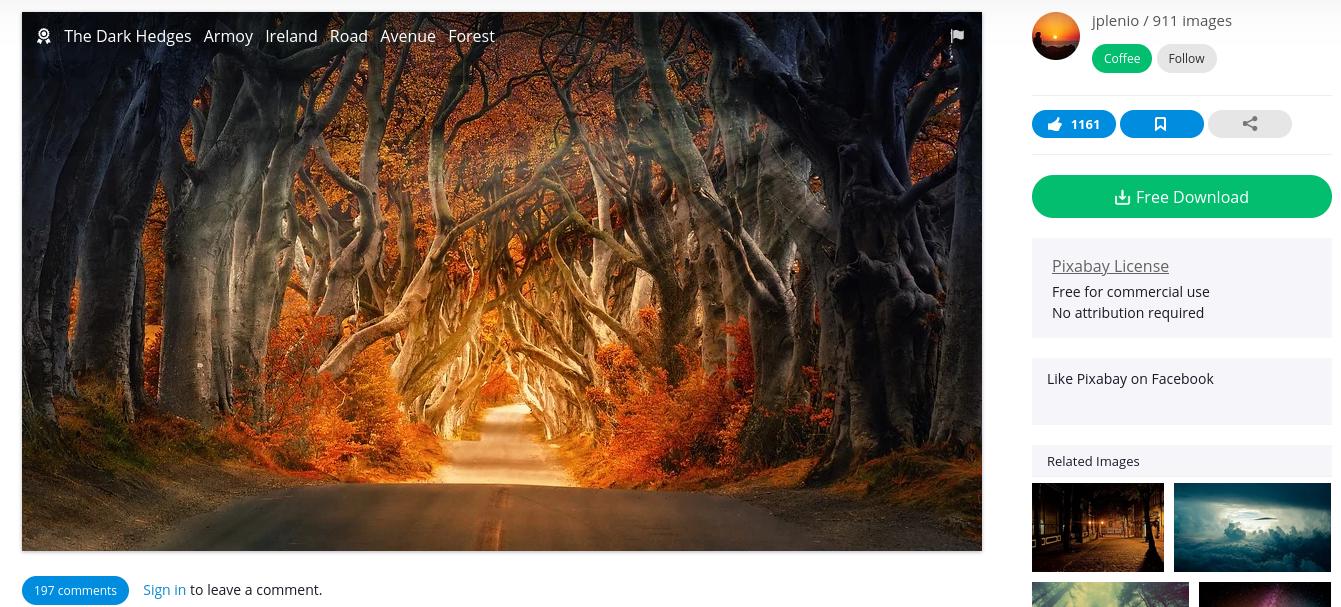 The Dark Hedges Armoy Ireland Road Avenue Forest
jplenio / 911 images
Coffee Follow
1161
Free Download
Pixabay License
Free for commercial use
No attribution required
Like Pixabay on Facebook
Related Images
197 comments Sign in to leave a comment.